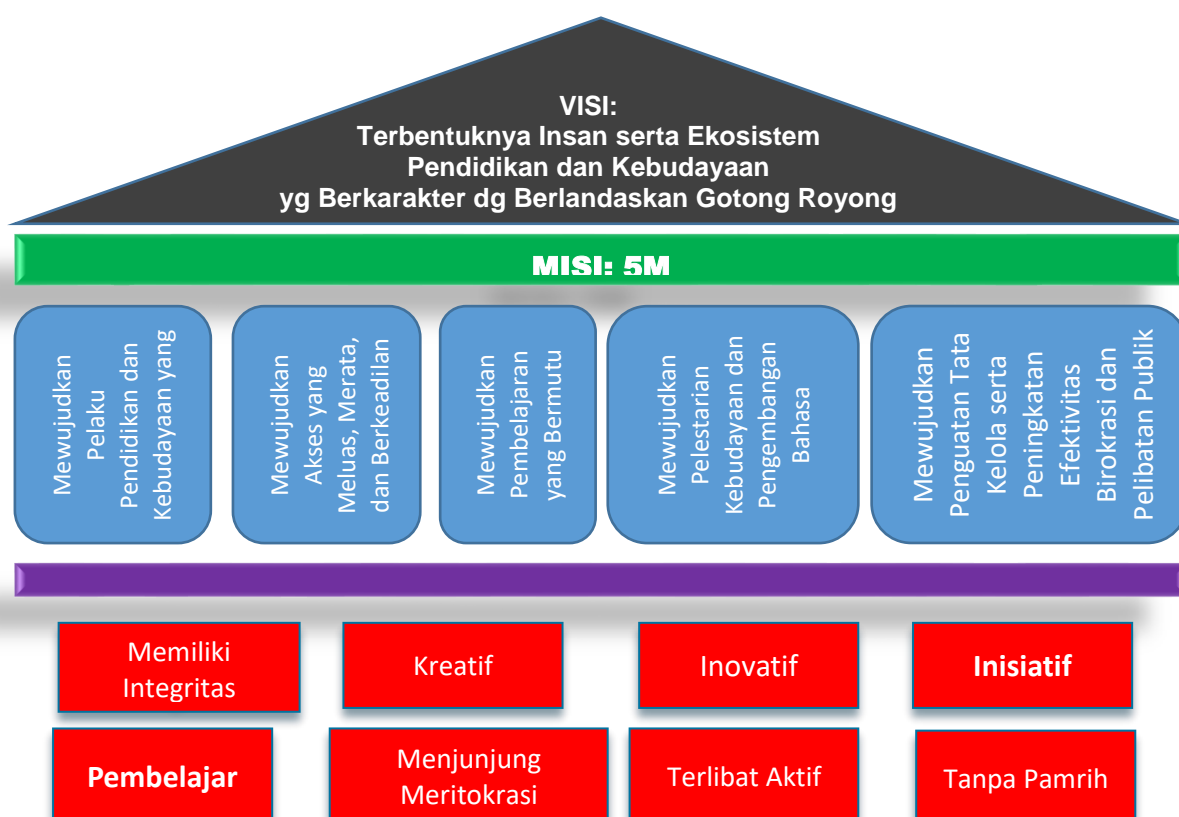 VISI:
Terbentuknya Insan serta Ekosistem
Pendidikan dan Kebudayaan
yg Berkarakter dg Berlandaskan Gotong Royong
MISI: 5M
Mewujudkan
Pelaku
Pendidikan dan
Kebudayaan yang
Mewujudkan
Akses yang
Meluas, Merata,
dan Berkeadilan
Mewujudkan
Pembelajaran
yang Bermutu
Mewujudkan
Pelestarian
Kebudayaan dan
Pengembangan
Bahasa
Mewujudkan
Penguatan Tata
Kelola serta
Peningkatan
Efektivitas
Birokrasi dan
Pelibatan Publik
Memiliki
Integritas
Kreatif
Inovatif
Inisiatif
Pembelajar
Menjunjung
Meritokrasi
Terlibat Aktif
Tanpa Pamrih